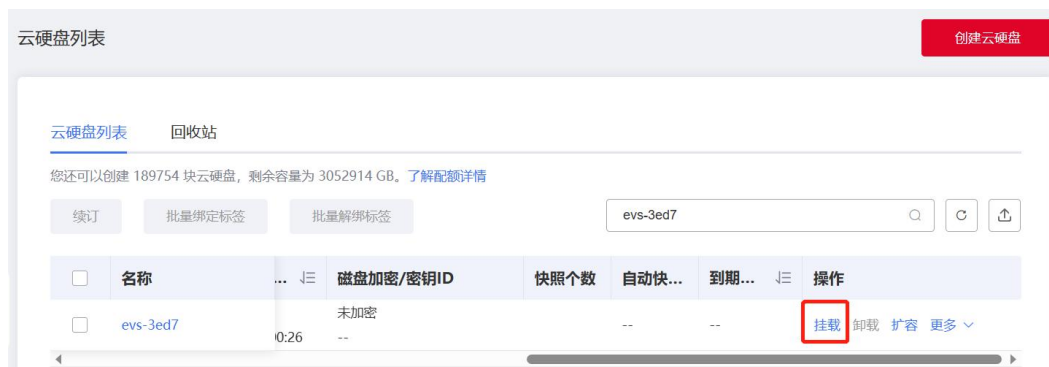 云硬盘列表
创建云硬盘
云硬盘列表 回收站
您还可以创建 189754 块云硬盘，剩余容量为 3052914 GB。了解配额详情
续订 批量绑定标签 批量解绑标签 evs-3ed7
名称 ... 磁盘加密/密钥ID 快照个数 自动快... 到期... 操作
未加密
evs-3ed7 -- -- 挂载 卸载 扩容 更多
00:26 --